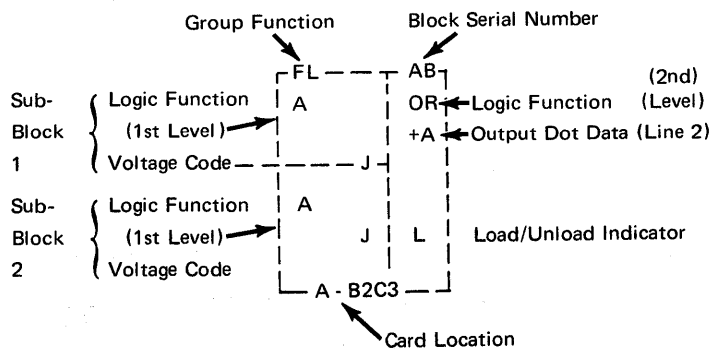 Group Function
Block Serial Number
FL
AB
(2nd)
Sub-
Logic Function
A
OR
Logic Function
(Level)
Block
(1st Level)
+A
Output Dot Data (Line 2)
1
Voltage Code
J
Sub-
Logic Function
A
Block
(1st Level)
J
L
Load/Unload Indicator
2
Voltage Code
A - B2C3
Card Location